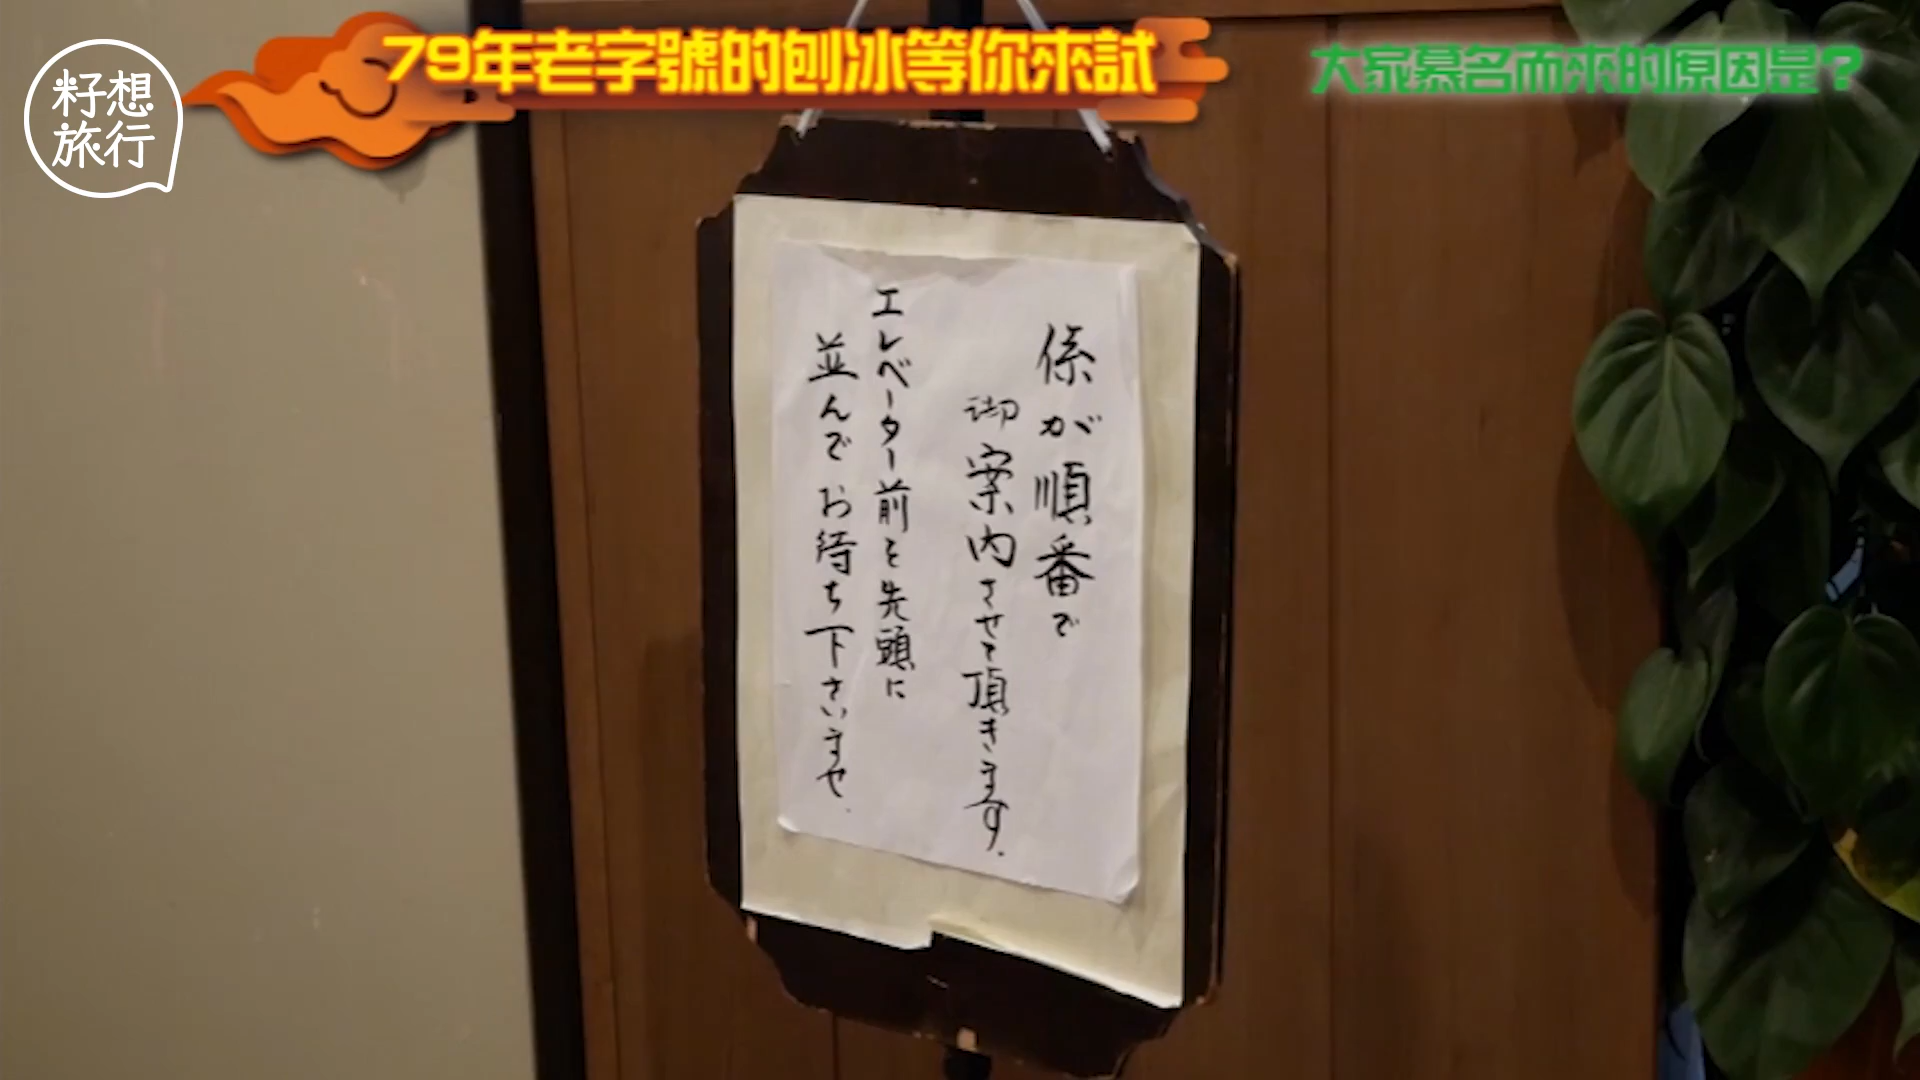 籽想
旅行
79年老字號的刨冰等你來試
大家慕名而來的原因是?
係が順番で
御案内させて頂きます.
エレベーター前を先頭に
並んでお待ち下さいませ.